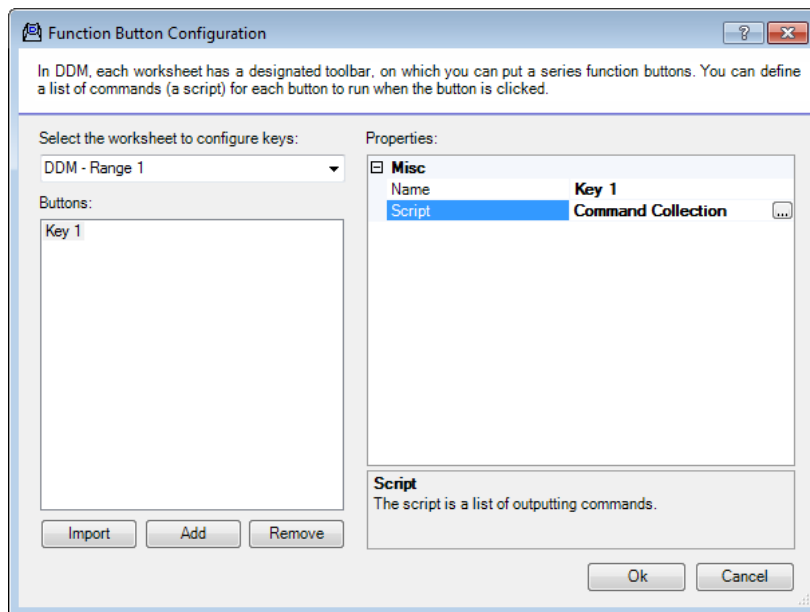 Function Button Configuration
In DDM, each worksheet has a designated toolbar, on which you can put a series function buttons. You can define
a list of commands (a script) for each button to run when the button is clicked.
Select the worksheet to configure keys:
DDM - Range 1
Buttons:
Key 1
Import
Add
Remove
Properties:
Misc
Name Key 1
Script Command Collection ...
Script
The script is a list of outputting commands.
Ok
Cancel